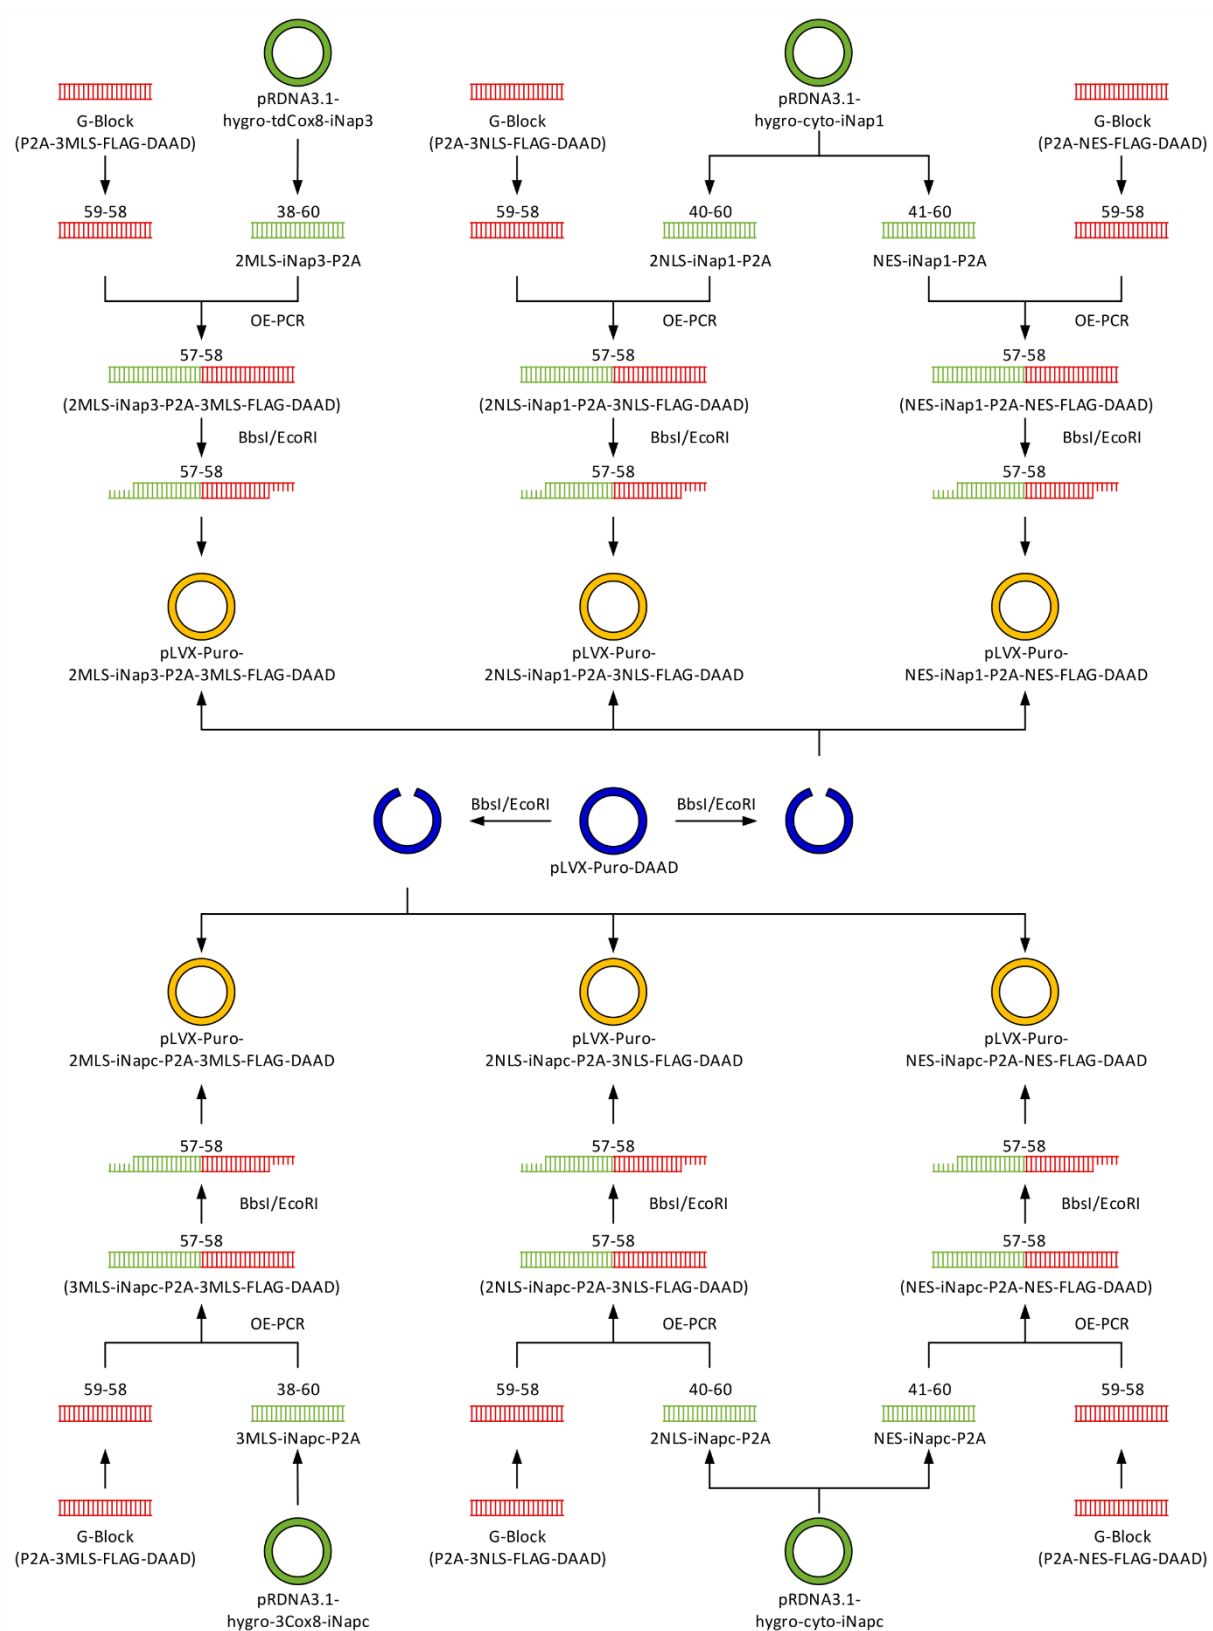 pRDNA3.1-
hygro-tdCox8-iNap3
pRDNA3.1-
hygro-cyto-iNap1
G-Block
(P2A-3MLS-FLAG-DAAD)
G-Block
(P2A-3NLS-FLAG-DAAD)
G-Block
(P2A-NES-FLAG-DAAD)
59-58
38-60
59-58
40-60
41-60
59-58
2MLS-iNap3-P2A
2NLS-iNap1-P2A
NES-iNap1-P2A
OE-PCR
OE-PCR
OE-PCR
57-58
57-58
57-58
(2MLS-iNap3-P2A-3MLS-FLAG-DAAD)
(2NLS-iNap1-P2A-3NLS-FLAG-DAAD)
(NES-iNap1-P2A-NES-FLAG-DAAD)
BbsI/EcoRI
BbsI/EcoRI
BbsI/EcoRI
57-58
57-58
57-58
pLVX-Puro-
2MLS-iNap3-P2A-3MLS-FLAG-DAAD
pLVX-Puro-
2NLS-iNap1-P2A-3NLS-FLAG-DAAD
pLVX-Puro-
NES-iNap1-P2A-NES-FLAG-DAAD
BbsI/EcoRI
BbsI/EcoRI
pLVX-Puro-DAAD
pLVX-Puro-
2MLS-iNapc-P2A-3MLS-FLAG-DAAD
pLVX-Puro-
2NLS-iNapc-P2A-3NLS-FLAG-DAAD
pLVX-Puro-
NES-iNapc-P2A-NES-FLAG-DAAD
57-58
57-58
57-58
BbsI/EcoRI
BbsI/EcoRI
BbsI/EcoRI
57-58
57-58
57-58
(3MLS-iNapc-P2A-3MLS-FLAG-DAAD)
(2NLS-iNapc-P2A-3NLS-FLAG-DAAD)
(NES-iNapc-P2A-NES-FLAG-DAAD)
OE-PCR
OE-PCR
OE-PCR
59-58
38-60
59-58
40-60
41-60
59-58
3MLS-iNapc-P2A
2NLS-iNapc-P2A
NES-iNapc-P2A
G-Block
(P2A-3MLS-FLAG-DAAD)
G-Block
(P2A-3NLS-FLAG-DAAD)
G-Block
(P2A-NES-FLAG-DAAD)
pRDNA3.1-
hygro-3Cox8-iNapc
pRDNA3.1-
hygro-cyto-iNapc